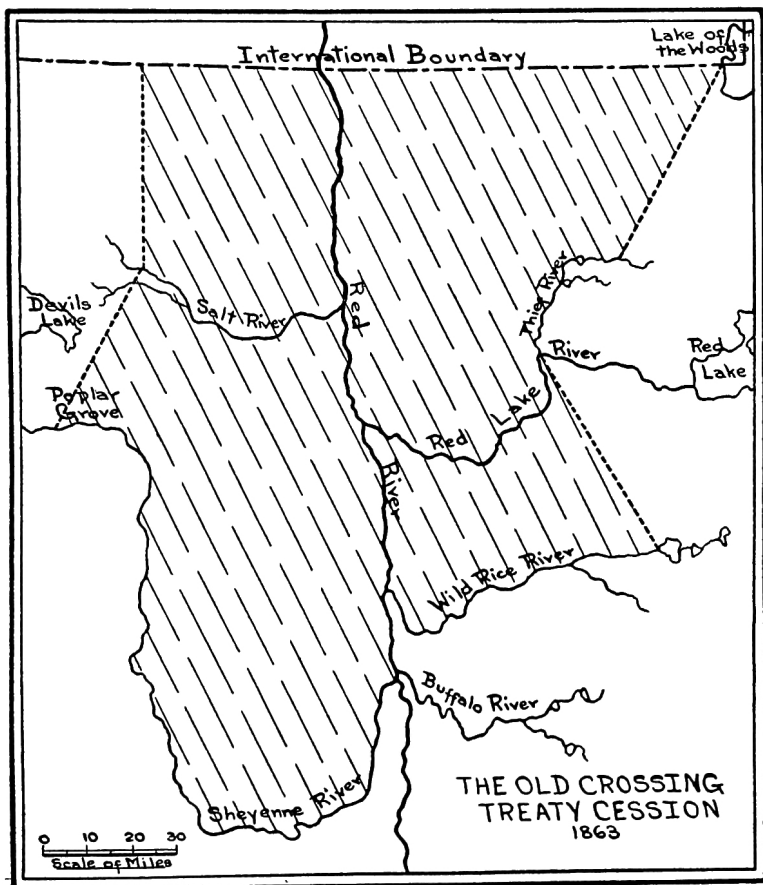 Lake of
the Woods
International Boundary
Devils
Lake
Salt River
Red
Thief River
River
Red
Lake
Poplar
Grove
Red Lake
River
Wild Rice River
Buffalo River
Sheyenne River
THE OLD CROSSING
TREATY CESSION
1863
0 10 20 30
Scale of Miles